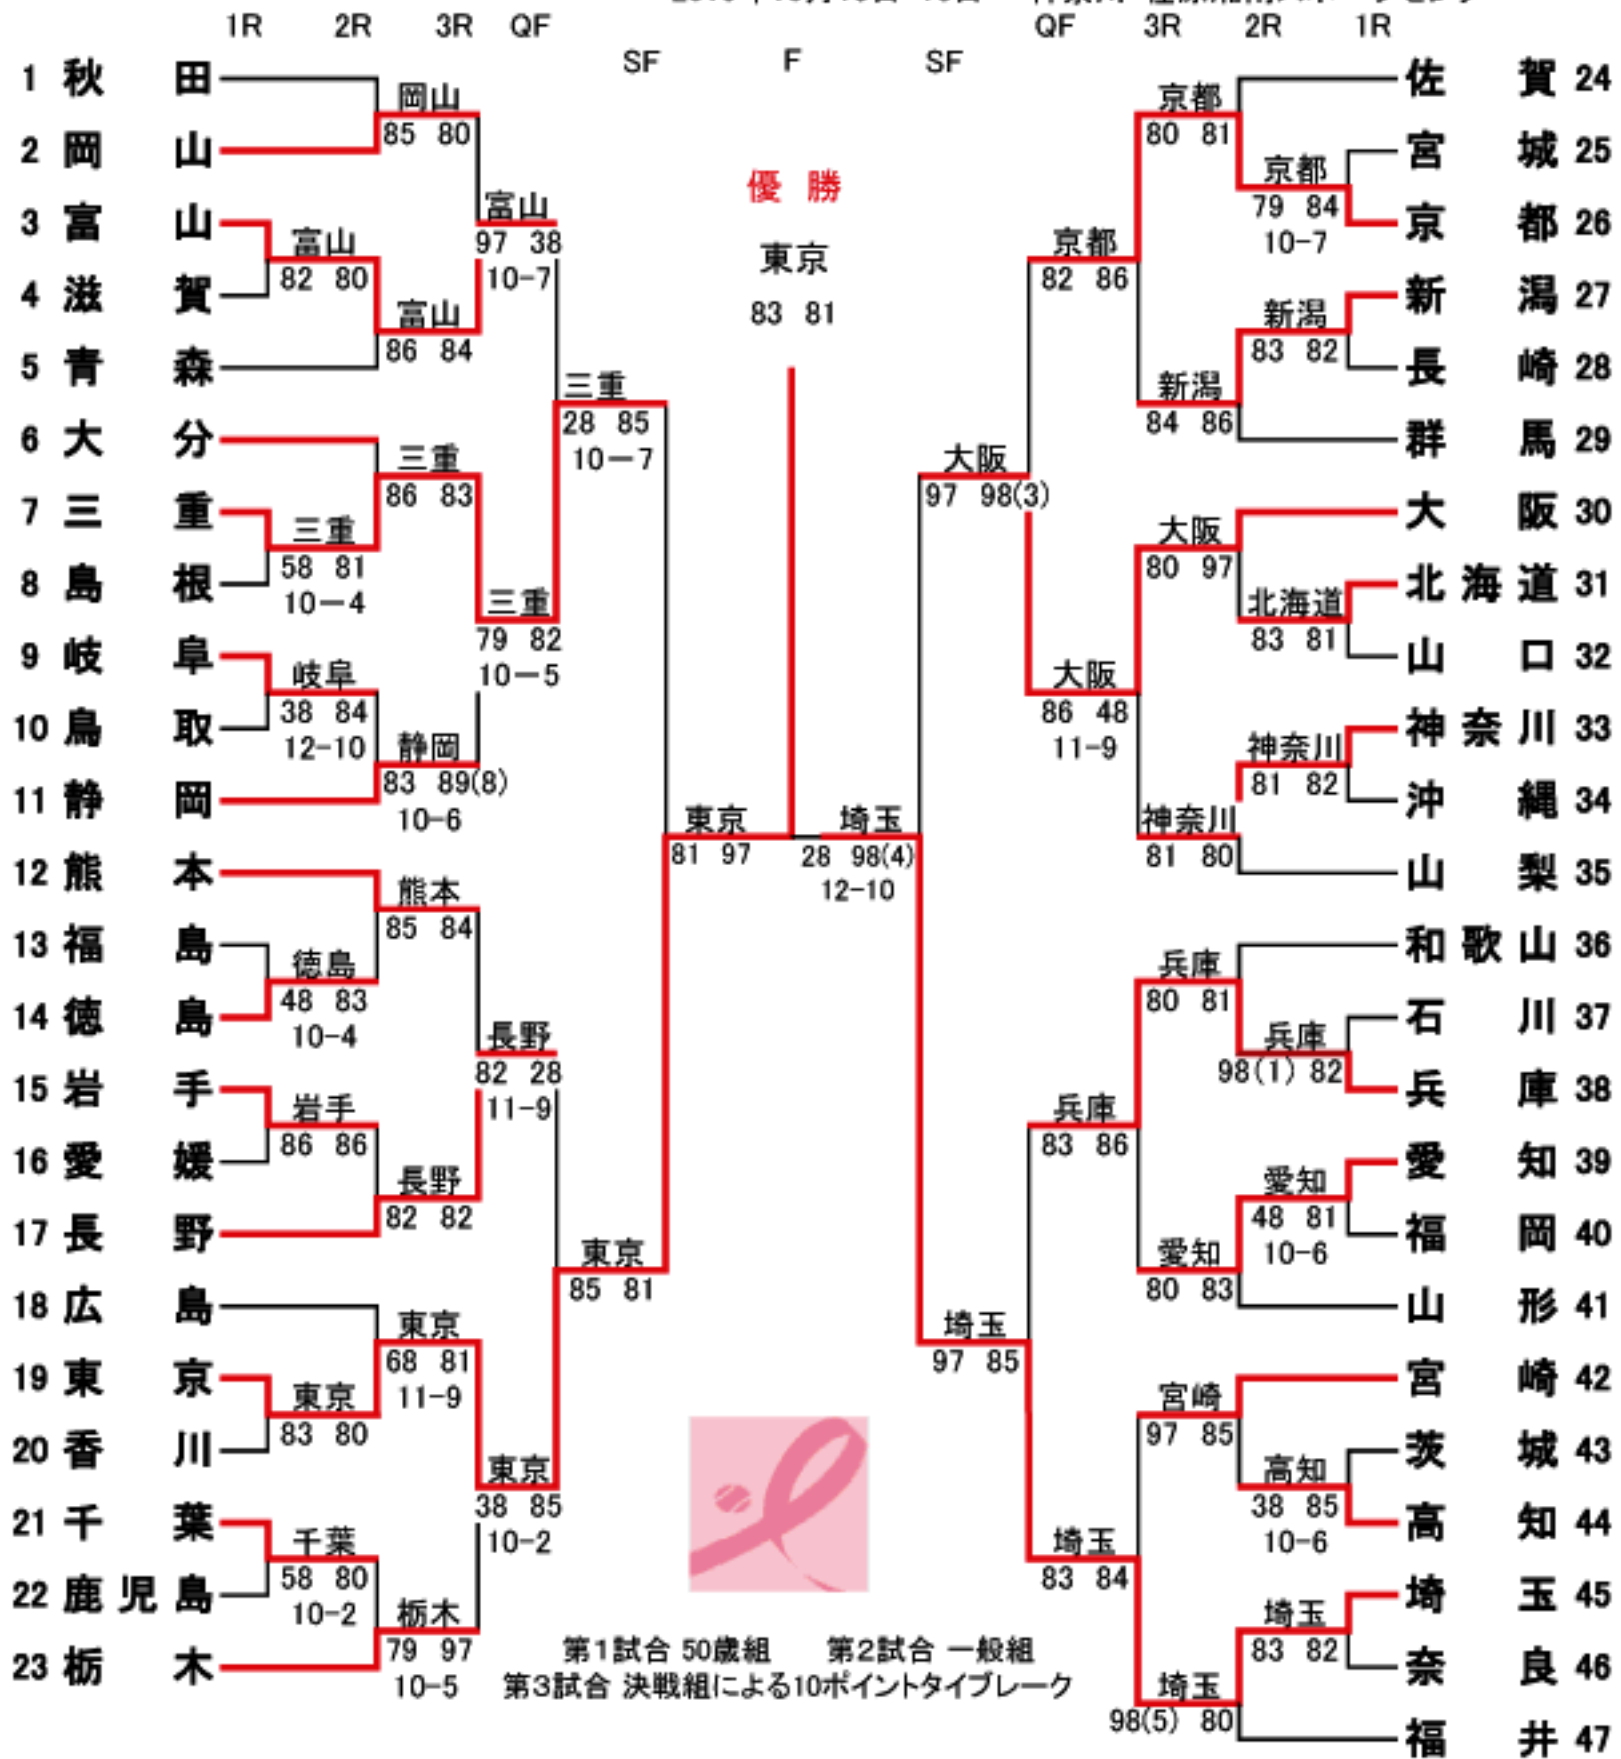 1R 2R 3R QF SF F SF QF 3R 2R 1R
優 勝
東京
83 81
1 秋 田
2 岡 山
3 富 山
4 滋 賀
5 青 森
6 大 分
7 三 重
8 島 根
9 岐 阜
10 鳥 取
11 静 岡
12 熊 本
13 福 島
14 徳 島
15 岩 手
16 愛 媛
17 長 野
18 広 島
19 東 京
20 香 川
21 千 葉
22 鹿 児 島
23 栃 木
富山
82 80
三重
58 81
10-4
岐阜
38 84
12-10
徳島
48 83
10-4
岩手
86 86
東京
83 80
千葉
58 80
10-2
岡山
85 80
富山
86 84
三重
86 83
静岡
83 89(8)
10-6
熊本
85 84
長野
82 82
東京
68 81
11-9
栃木
79 97
10-5
富山
97 38
10-7
三重
79 82
10-5
長野
82 28
11-9
東京
38 85
10-2
三重
28 85
10-7
東京
85 81
東京
81 97
埼玉
28 98(4)
12-10
大阪
97 98(3)
埼玉
97 85
京都
82 86
大阪
86 48
11-9
兵庫
83 86
埼玉
83 84
京都
80 81
新潟
84 86
大阪
80 97
神奈川
81 80
兵庫
80 81
愛知
80 83
宮崎
97 85
埼玉
98(5) 80
京都
79 84
10-7
新潟
83 82
北海道
83 81
神奈川
81 82
兵庫
98(1) 82
愛知
48 81
10-6
高知
38 85
10-6
埼玉
83 82
佐 賀 24
宮 城 25
京 都 26
新 潟 27
長 崎 28
群 馬 29
大 阪 30
北 海 道 31
山 口 32
神 奈 川 33
沖 縄 34
山 梨 35
和 歌 山 36
石 川 37
兵 庫 38
愛 知 39
福 岡 40
山 形 41
宮 崎 42
茨 城 43
高 知 44
埼 玉 45
奈 良 46
福 井 47
第1試合 50歳組 第2試合 一般組
第3試合 決戦組による10ポイントタイブレーク